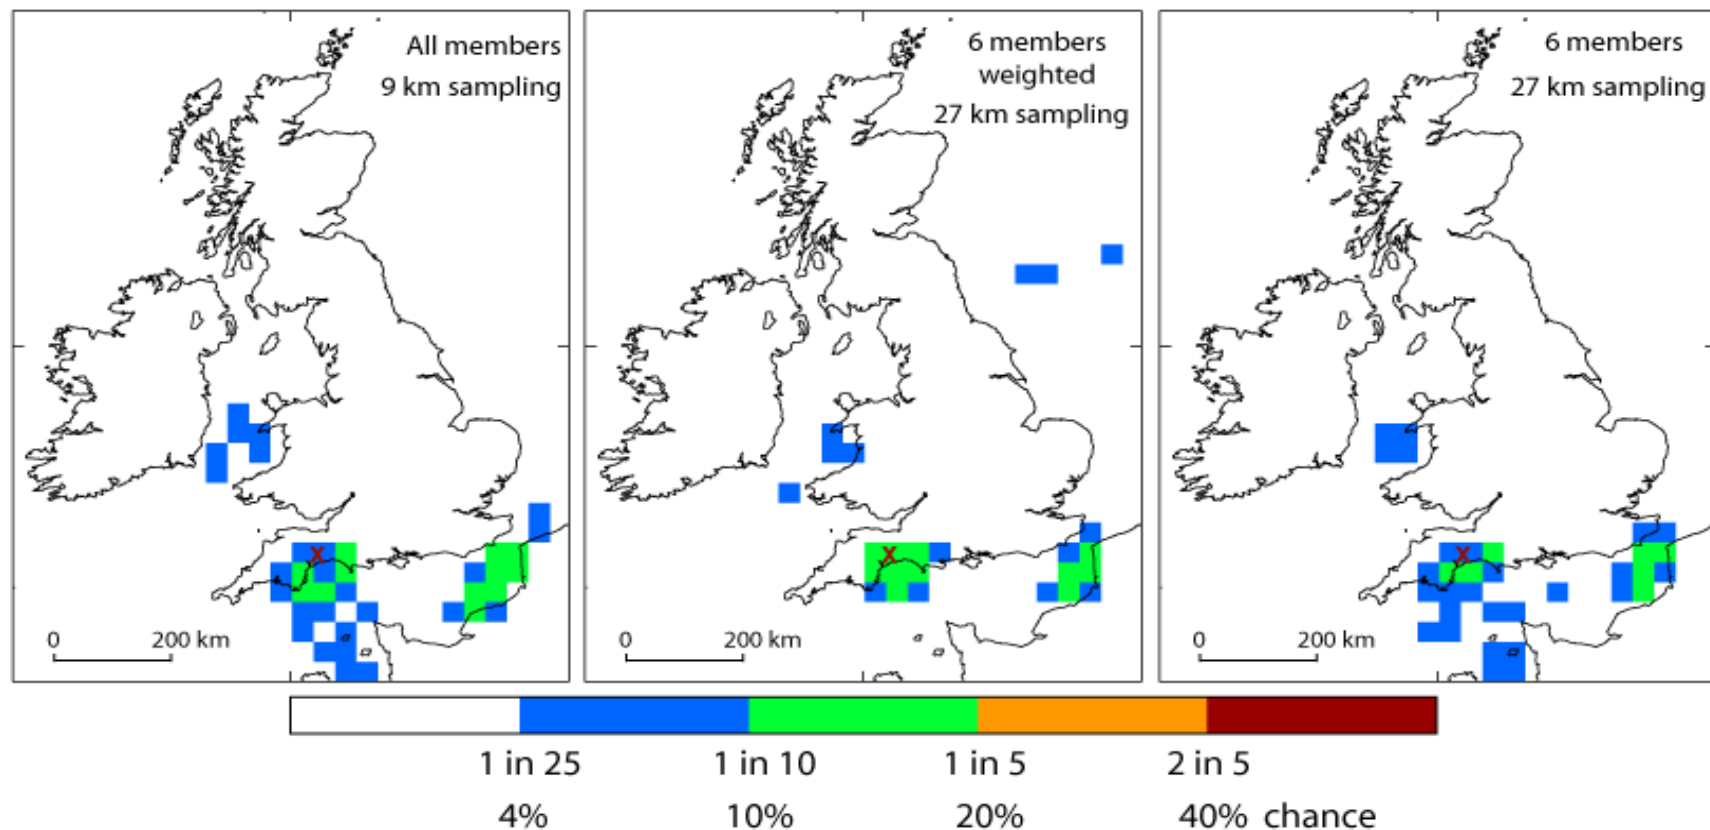 All members
9 km sampling
6 members
weighted
27 km sampling
6 members
27 km sampling
X
X
X
0 200 km
0 200 km
0 200 km
1 in 25 1 in 10 1 in 5 2 in 5
4% 10% 20% 40% chance